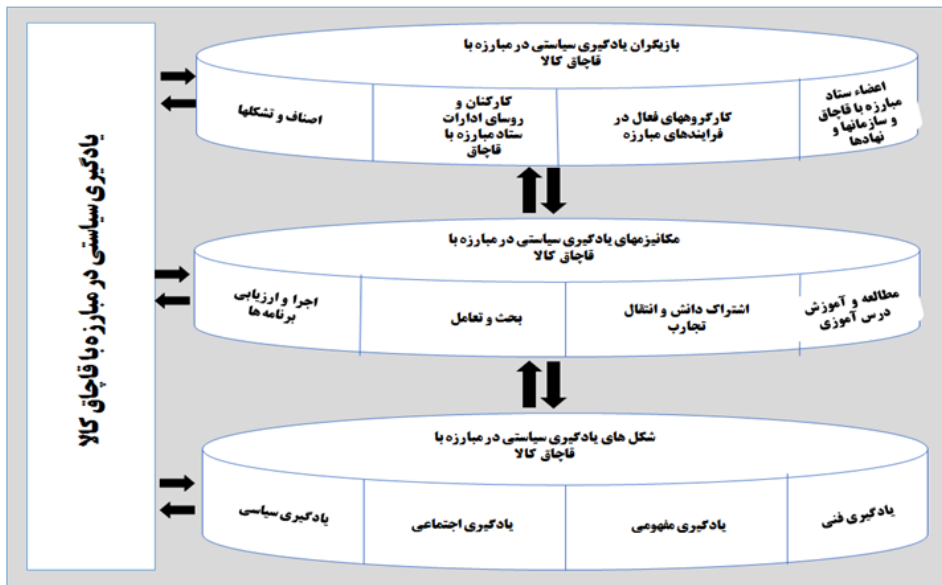 یادگیری سیاستی در مبارزه با قاچاق کالا
بازیگران یادگیری سیاستی در مبارزه با
قاچاق کالا
اعضاء ستاد
مبارزه با قاچاق
و سازمانها و
نهادها
کارگروههای فعال در
فرایندهای مبارزه
کارکنان و
روسای ادارات
ستاد مبارزه با
قاچاق
اصناف و تشکلها
مکانیزمهای یادگیری سیاستی در مبارزه با
قاچاق کالا
مطالعه و آموزش
درس آموزی
اشتراک دانش و انتقال
تجارب
بحث و تعامل
اجرا و ارزیابی
برنامه ها
شکل های یادگیری سیاستی در مبارزه با
قاچاق کالا
یادگیری فنی
یادگیری مفهومی
یادگیری اجتماعی
یادگیری سیاسی